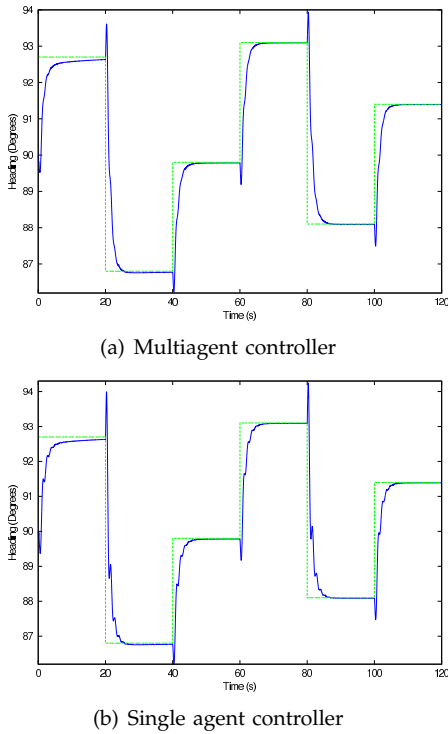 94
93
92
91
90
89
88
87
Heading (Degrees)
0 20 40 60 80 100 120
Time (s)
(a) Multiagent controller
94
93
92
91
90
89
88
87
Heading (Degrees)
0 20 40 60 80 100 120
Time (s)
(b) Single agent controller